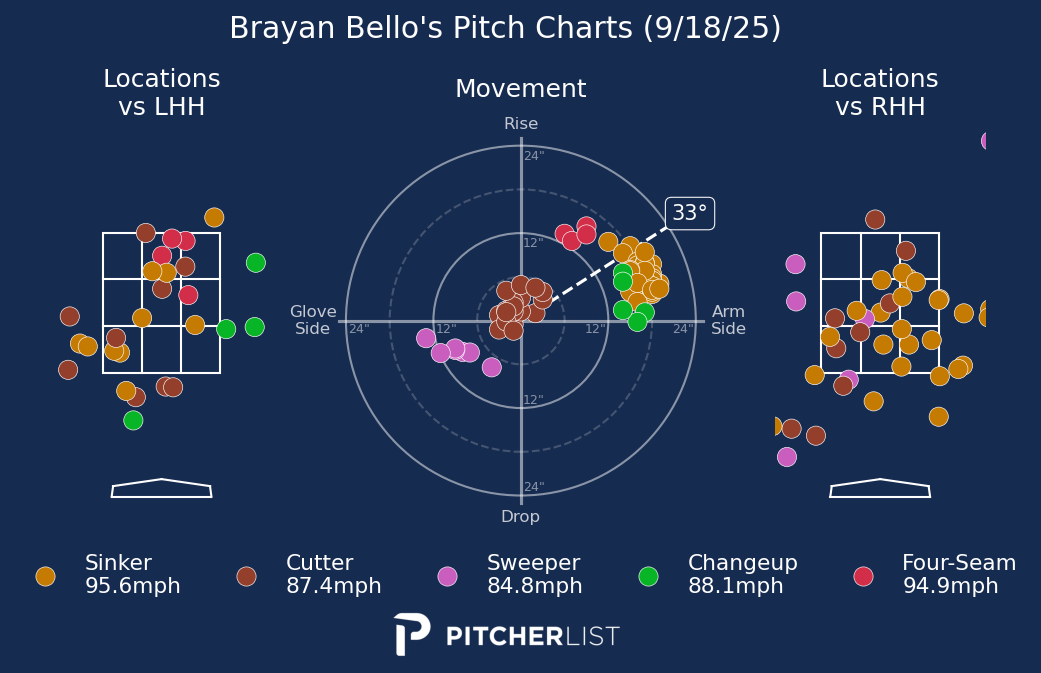 Brayan Bello's Pitch Charts (9/18/25)
Locations
vs LHH
Movement
Locations
vs RHH
Rise
24"
33°
12"
Glove
Side
24"
12"
12"
24"
Arm
Side
12"
24"
Drop
Sinker
95.6mph
Cutter
87.4mph
Sweeper
84.8mph
Changeup
88.1mph
Four-Seam
94.9mph
PITCHERLIST